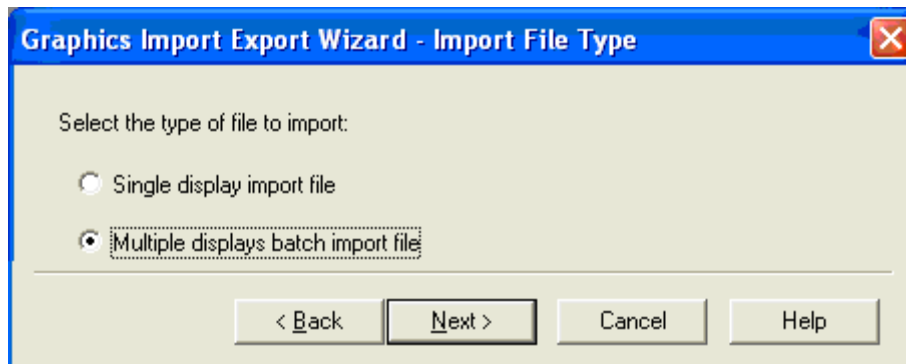 Graphics Import Export Wizard - Import File Type
Select the type of file to import:
Single display import file
Multiple displays batch import file
< Back Next > Cancel Help